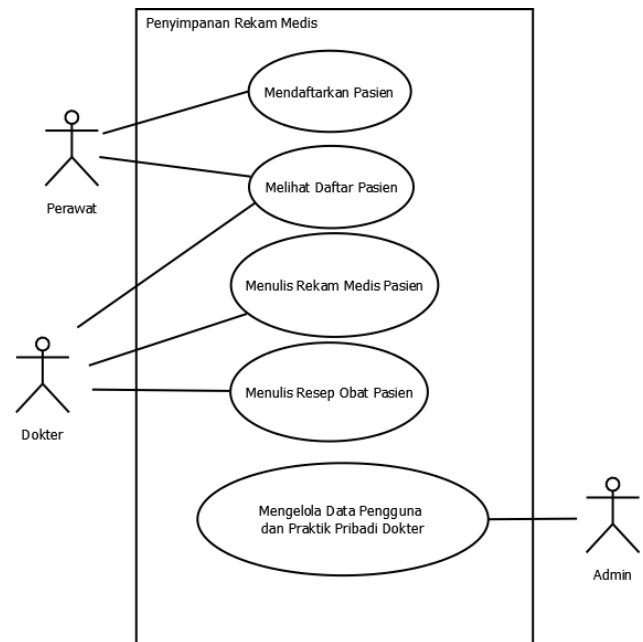 Penyimpanan Rekam Medis
Mendaftarkan Pasien
Perawat
Melihat Daftar Pasien
Menulis Rekam Medis Pasien
Menulis Resep Obat Pasien
Dokter
Mengelola Data Pengguna
dan Praktik Pribadi Dokter
Admin